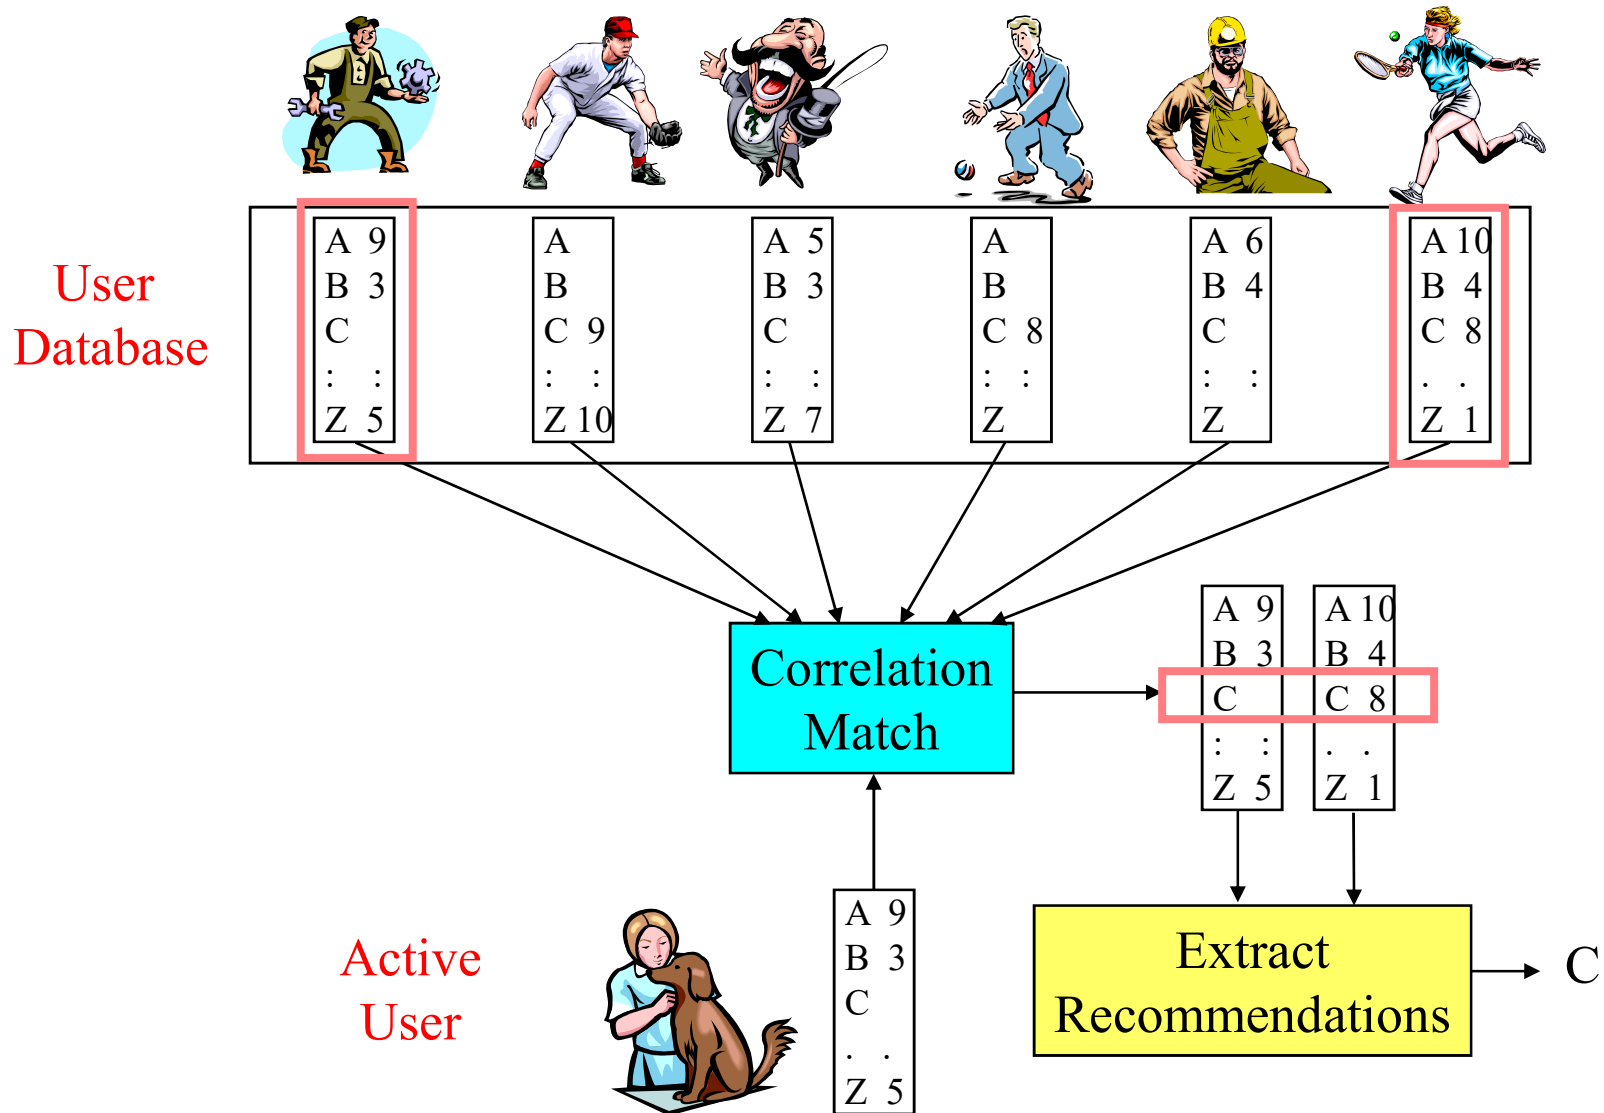 User
Database
A 9
B 3
C
: :
Z 5
A
B
C 9
: :
Z 10
A 5
B 3
C
: :
Z 7
A
B
C 8
: :
Z
A 6
B 4
C
: :
Z
A 10
B 4
C 8
. .
Z 1
Correlation
Match
A 9
B 3
C
: :
Z 5
A 10
B 4
C 8
. .
Z 1
Active
User
A 9
B 3
C
. .
Z 5
Extract
Recommendations
C